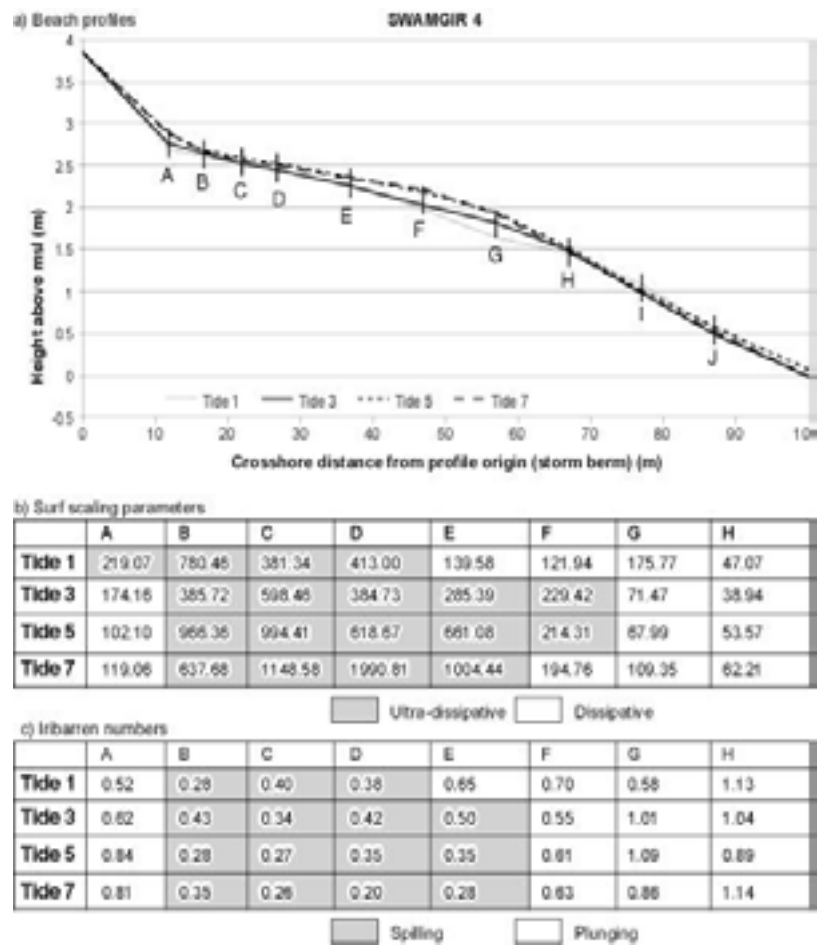 a) Beach profiles
SWAMGIR 4
Height above msl (m)
4
3.5
3
2.5
2
1.5
1
0.5
0
-0.5
A B C D E F G H I J
Tide 1 Tide 3 Tide 5 Tide 7
0 10 20 30 40 50 60 70 80 90
Crosshore distance from profile origin (storm berm) (m)
b) Surf scaling parameters
A B C D E F G H
Tide 1 219.07 780.46 381.34 413.00 139.58 121.94 175.77 47.07
Tide 3 174.16 385.72 598.46 384.73 285.39 229.42 71.47 38.94
Tide 5 102.10 966.36 994.41 618.67 661.08 214.31 67.99 53.57
Tide 7 119.06 637.68 1148.58 1990.81 1004.44 194.76 109.35 62.21
Ultra-dissipative Dissipative
c) Iribarren numbers
A B C D E F G H
Tide 1 0.52 0.28 0.40 0.38 0.65 0.70 0.58 1.13
Tide 3 0.62 0.43 0.34 0.42 0.50 0.55 1.01 1.04
Tide 5 0.84 0.28 0.27 0.35 0.35 0.61 1.09 0.89
Tide 7 0.81 0.35 0.26 0.20 0.28 0.63 0.86 1.14
Spilling Plunging